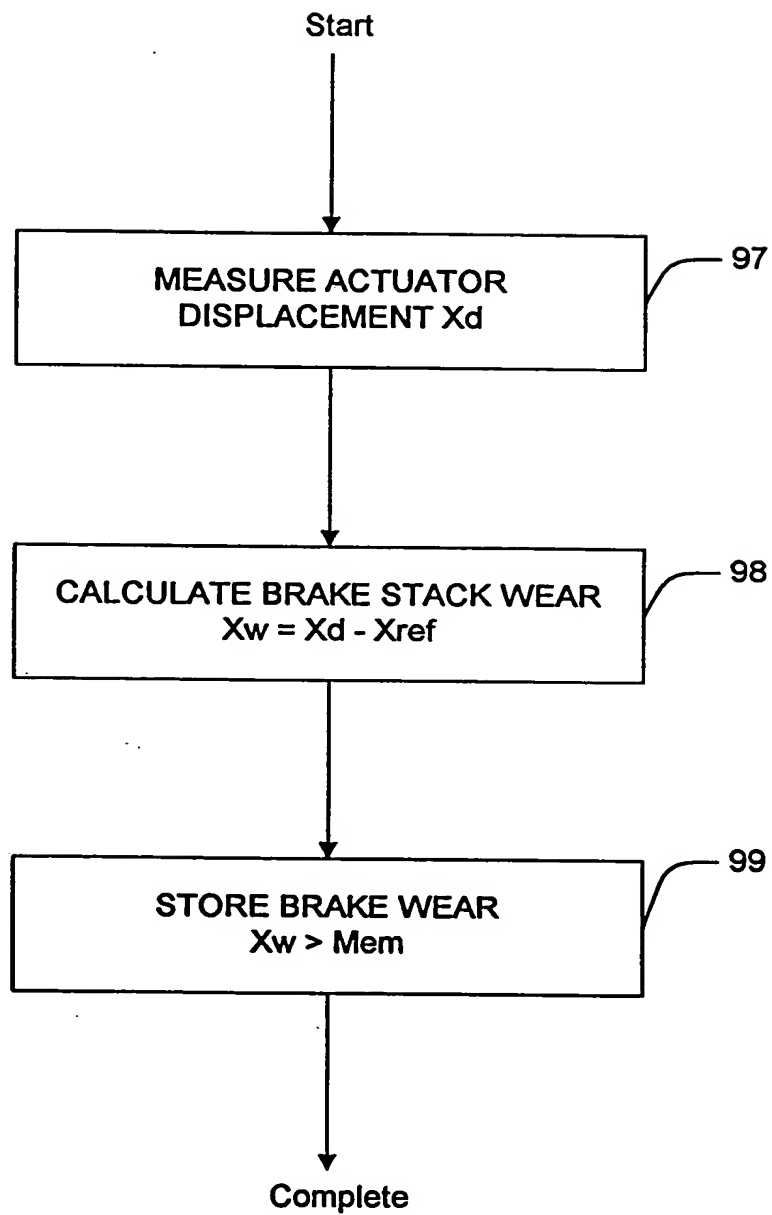 Start
MEASURE ACTUATOR
DISPLACEMENT Xd
97
CALCULATE BRAKE STACK WEAR
Xw = Xd - Xref
98
STORE BRAKE WEAR
Xw > Mem
99
Complete